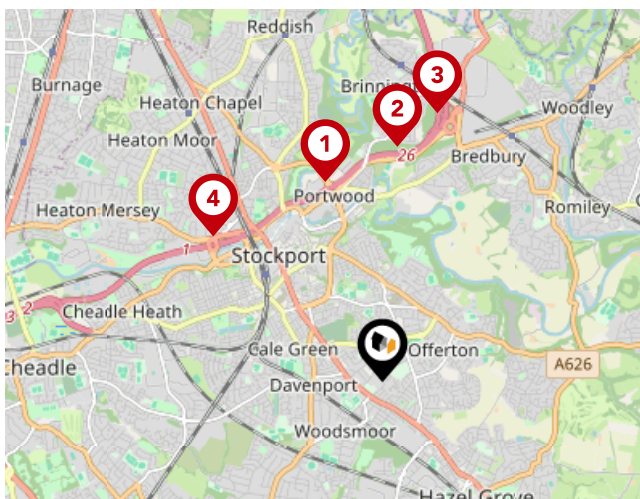 Reddish
Burnage
Brinning
3
Heaton Chapel
2
Woodley
Heaton Moor
1
26
Bredbury
4
Portwood
Heaton Mersey
Romiley
1
Stockport
2
3
Cheadle Heath
Cale Green
Offerton
Cheadle
A626
Davenport
Woodsmoor
Hazel Grove